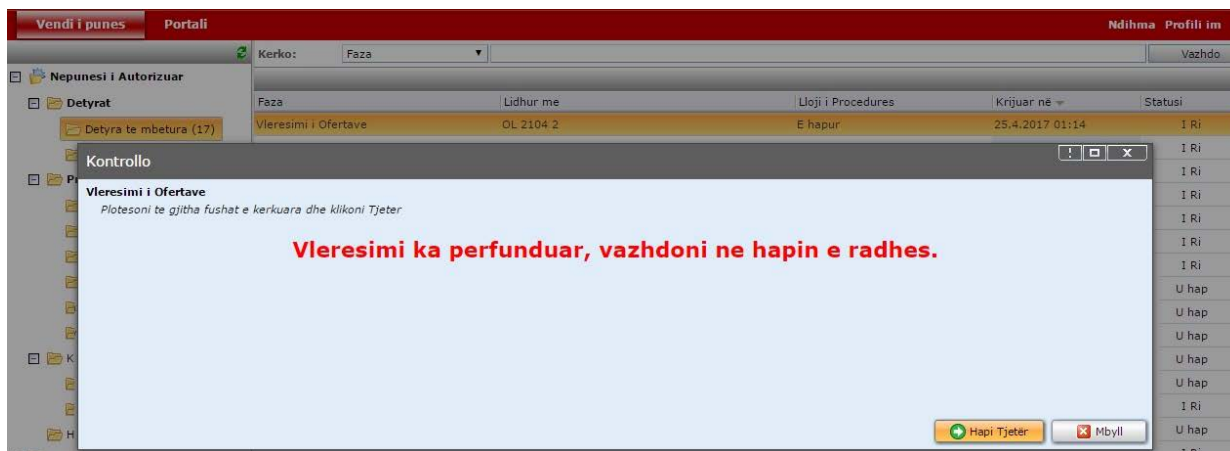 Vendi i punes Portali Ndihma Profili im
Kerko: Faza Vazhdo
Nepunesi i Autorizuar
Detyrat
Faza Lidhur me Lloji i Procedures Krijuar në Statusi
Detyra te mbetura (17) Vleresimi i Ofertave OL 2104 2 E hapur 25.4.2017 01:14 I Ri
I Ri
Kontrollo
I Ri
Vleresimi i Ofertave
I Ri
Plotesoni te gjitha fushat e kerkuara dhe klikoni Tjeter
I Ri
Vleresimi ka perfunduar, vazhdoni ne hapin e radhes.
I Ri
I Ri
U hap
U hap
U hap
K U hap
U hap
I Ri
H Hapi Tjetër Mbyll U hap